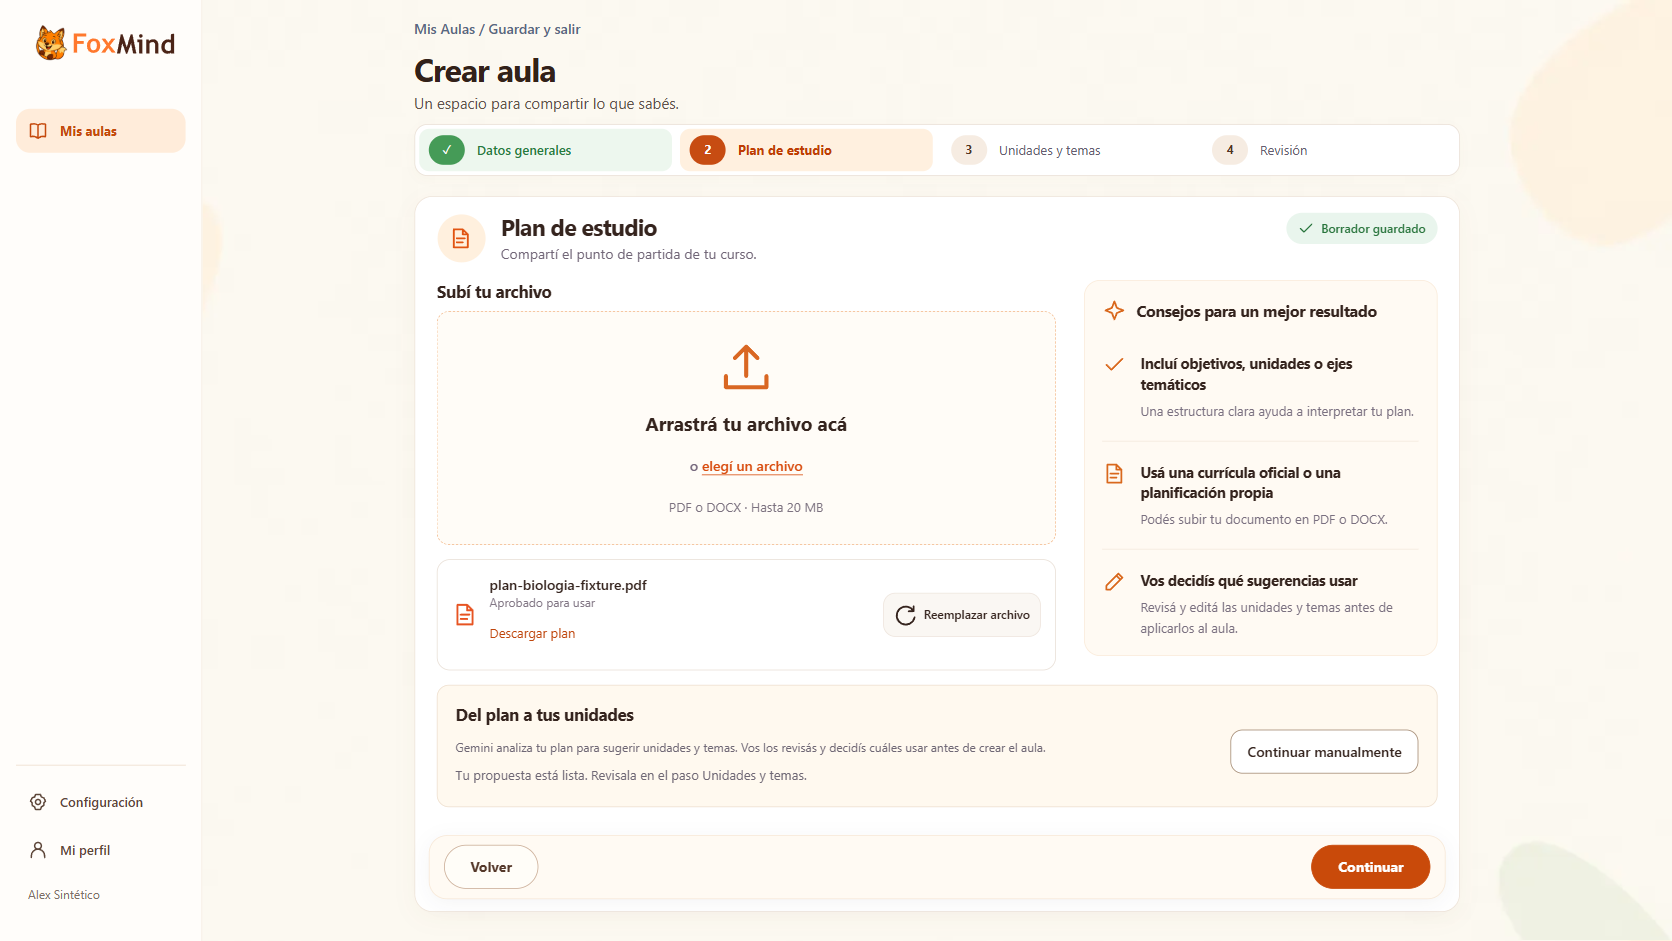 FoxMind
Mis aulas
Configuración
Mi perfil
Alex Sintético
Mis Aulas / Guardar y salir
Crear aula
Un espacio para compartir lo que sabés.
Datos generales
2 Plan de estudio
3 Unidades y temas
4 Revisión
Plan de estudio
Compartí el punto de partida de tu curso.
Borrador guardado
Subí tu archivo
Arrastrá tu archivo acá
o elegí un archivo
PDF o DOCX · Hasta 20 MB
plan-biologia-fixture.pdf
Aprobado para usar
Descargar plan
Reemplazar archivo
Consejos para un mejor resultado
Incluí objetivos, unidades o ejes
temáticos
Una estructura clara ayuda a interpretar tu plan.
Usá una currícula oficial o una
planificación propia
Podés subir tu documento en PDF o DOCX.
Vos decidís qué sugerencias usar
Revisá y editá las unidades y temas antes de
aplicarlos al aula.
Del plan a tus unidades
Gemini analiza tu plan para sugerir unidades y temas. Vos los revisás y decidís cuáles usar antes de crear el aula.
Tu propuesta está lista. Revisala en el paso Unidades y temas.
Continuar manualmente
Volver
Continuar